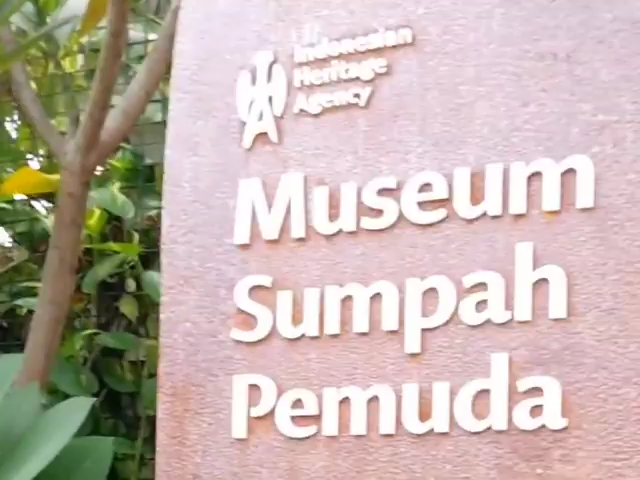 Indonesian
Heritage
Agency
Museum
Sumpah
Pemuda